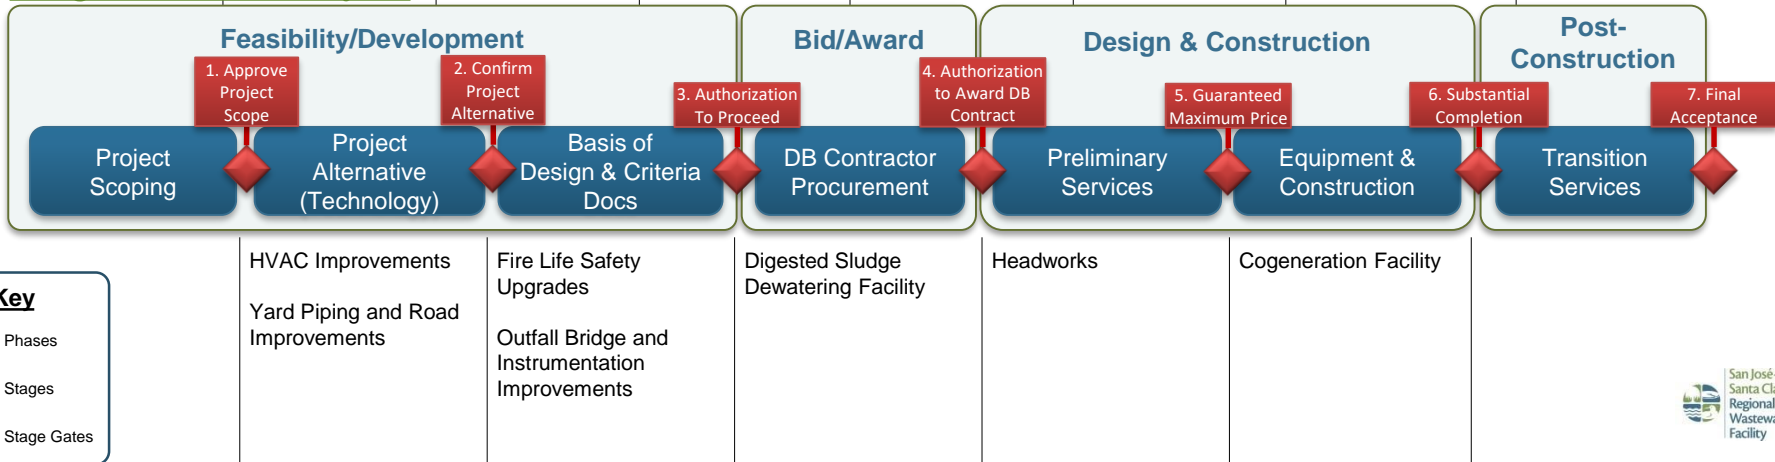 Feasibility/Development
Bid/Award
Design & Construction
Post-
Construction
1. Approve
Project
Scope
2. Confirm
Project
Alternative
3. Authorization
To Proceed
4. Authorization
to Award DB
Contract
5. Guaranteed
Maximum Price
6. Substantial
Completion
7. Final
Acceptance
Project
Scoping
Project
Alternative
(Technology)
Basis of
Design & Criteria
Docs
DB Contractor
Procurement
Preliminary
Services
Equipment &
Construction
Transition
Services
HVAC Improvements
Yard Piping and Road
Improvements
Fire Life Safety
Upgrades
Outfall Bridge and
Instrumentation
Improvements
Digested Sludge
Dewatering Facility
Headworks
Cogeneration Facility
Key
Phases
Stages
Stage Gates
San José
Santa Cla
Regional
Wastewa
Facility